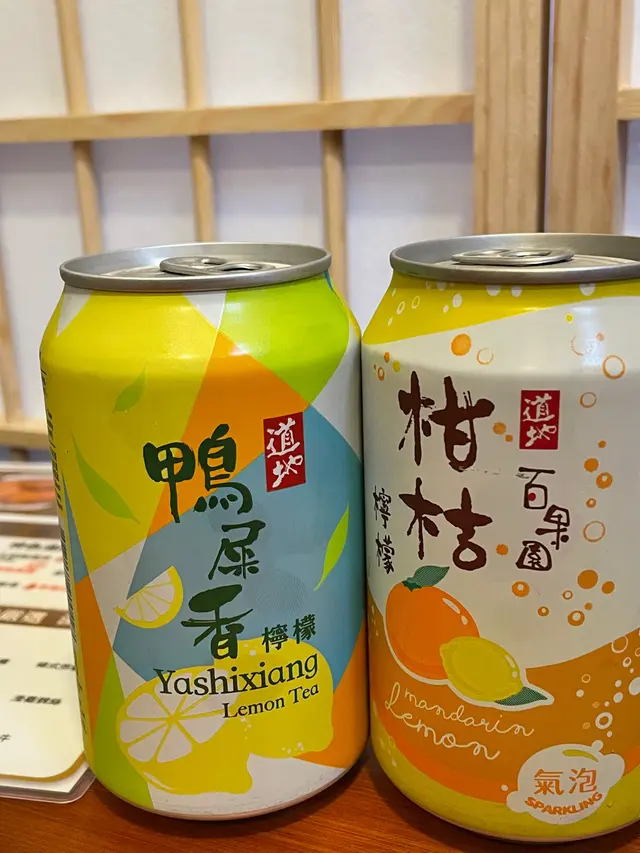 道地
鴨屎香
檸檬
Yashixiang
Lemon Tea
道地
百果園
柑桔
檸檬
mandarin
Lemon
氣泡
SPARKLING